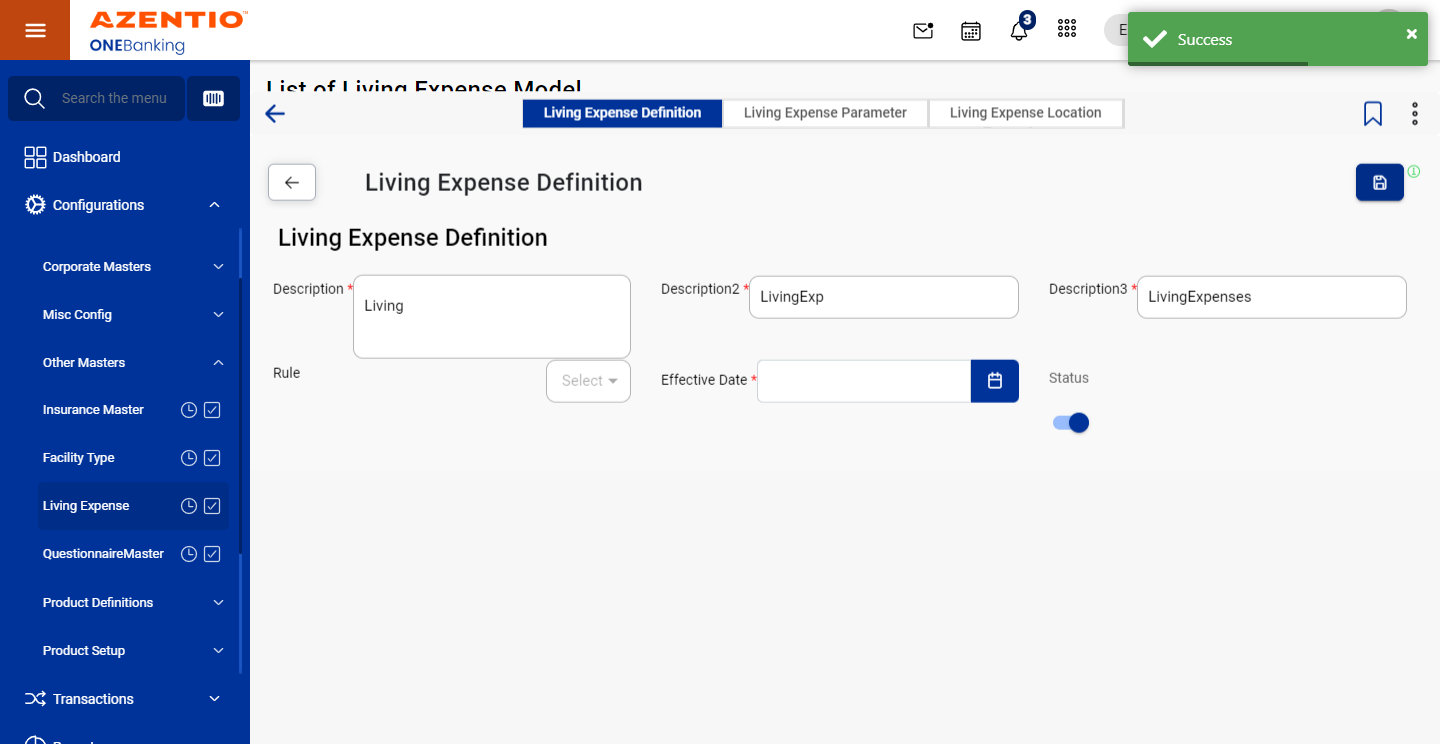 AZENTIO™
ONEBanking
3
E
Success
Search the menu
List of Living Expense Model
Living Expense Definition
Living Expense Parameter
Living Expense Location
Dashboard
Configurations
Corporate Masters
Misc Config
Other Masters
Insurance Master
Facility Type
Living Expense
QuestionnaireMaster
Product Definitions
Product Setup
Transactions
Living Expense Definition
Living Expense Definition
Description *
Living
Description2 *
LivingExp
Description3 *
LivingExpenses
Rule
Select
Effective Date *
Status